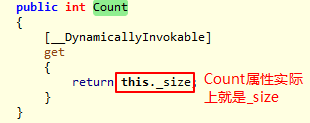 public int Count
{
[__DynamicallyInvokable]
get
{
return this._size;
}
}
Count属性实际
上就是_size